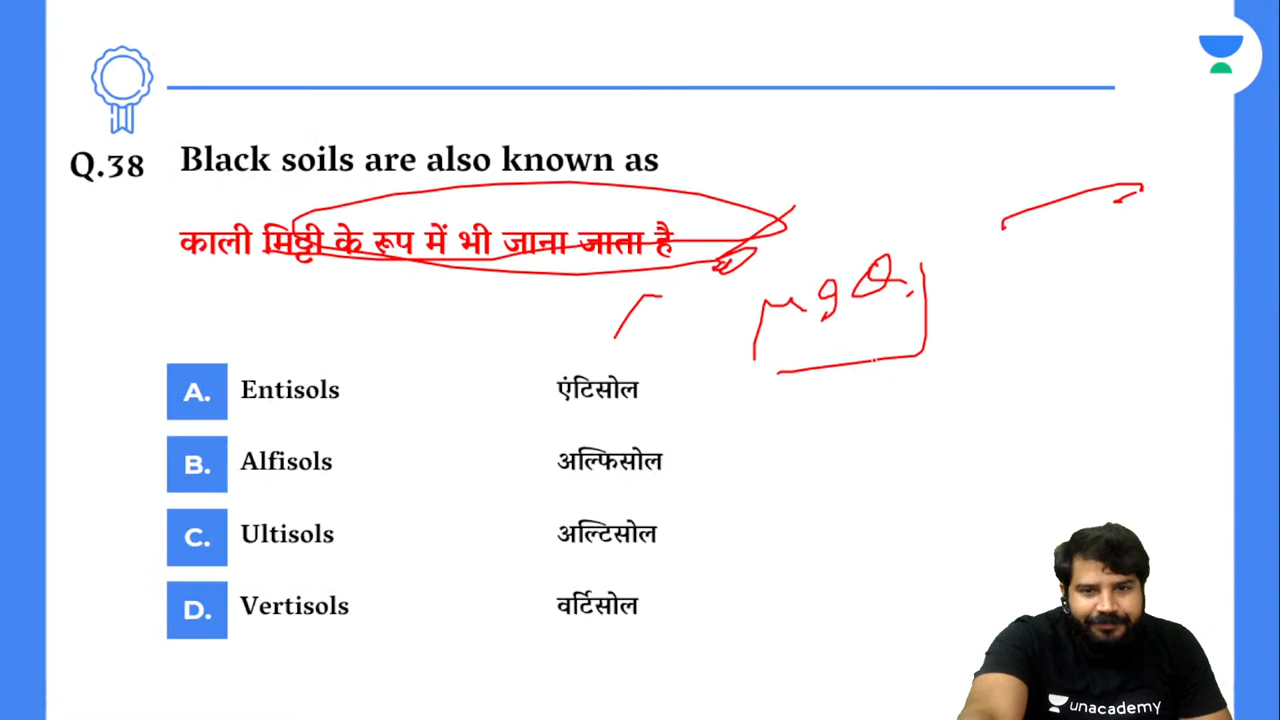 Q.38 Black soils are also known as
काली मिट्टी के रूप में भी जाना जाता है
A. Entisols एंटिसोल
B. Alfisols अल्फिसोल
C. Ultisols अल्टिसोल
D. Vertisols वर्टिसोल
unacademy